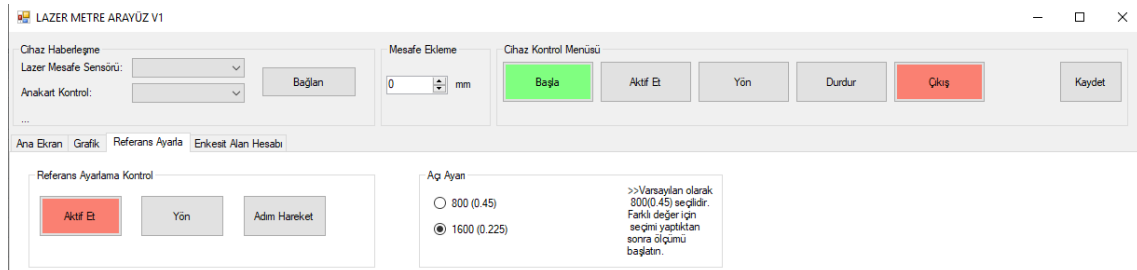 LAZER METRE ARAYÜZ V1
Cihaz Haberleşme
Lazer Mesafe Sensörü:
Anakart Kontrol:
Bağlan
...
Mesafe Ekleme
0 mm
Cihaz Kontrol Menüsü
Başla
Aktif Et
Yön
Durdur
Çıkış
Kaydet
Ana Ekran
Grafik
Referans Ayarla
Enkesit Alan Hesabı
Referans Ayarlama Kontrol
Aktif Et
Yön
Adım Hareket
Açı Ayarı
800 (0.45)
1600 (0.225)
>>Varsayılan olarak
800(0.45) seçilidir.
Farklı değer için
seçimi yaptıktan
sonra ölçümü
başlatın.